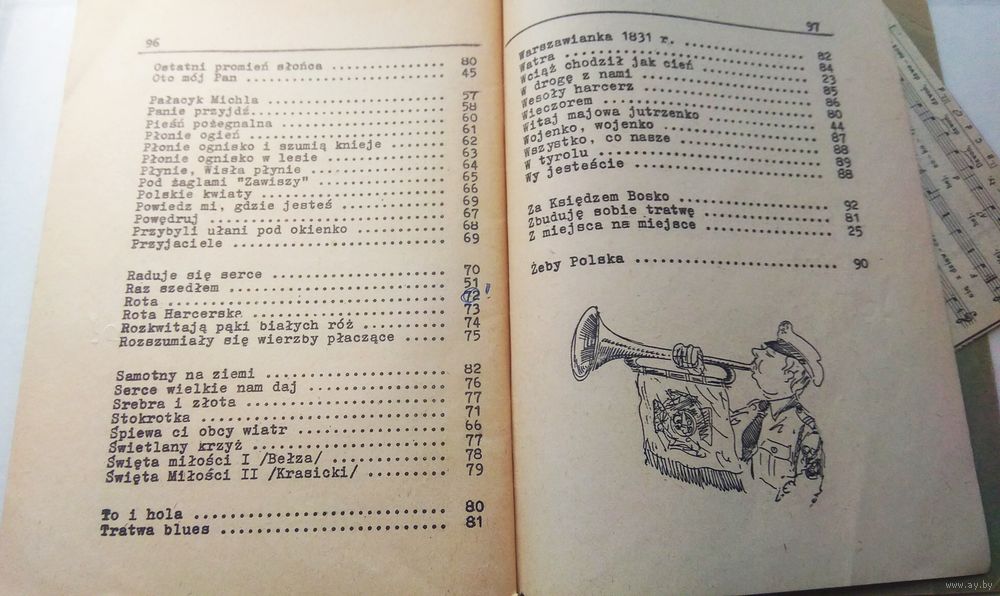 96
Ostatni promień słońca .................. 80
Oto mój Pan ............................. 45
Pałacyk Michla .......................... 57
Panie przyjdź............................ 58
Pieśń pożegnalna ........................ 60
Płonie ogień ............................ 61
Płonie ognisko i szumią knieje .......... 62
Płonie ognisko w lesie .................. 63
Płynie, Wisła płynie .................... 64
Pod żaglami "Zawiszy" ................... 65
Polskie kwiaty .......................... 66
Powiedz mi, gdzie jesteś ................ 69
Powędruj ................................ 67
Przybyli ułani pod okienko .............. 68
Przyjaciele ............................. 69
Raduje się serce ........................ 70
Raz szedłem ............................. 51
Rota .................................... 72
Rota Harcerska .......................... 73
Rozkwitają pąki białych róż ............. 74
Rozszumiały się wierzby płaczące ..... 75
Samotny na ziemi ........................ 82
Serce wielkie nam daj ................... 76
Srebra i złota .......................... 77
Stokrotka ............................... 71
Śpiewa ci obcy wiatr .................... 66
Świetlany krzyż ......................... 77
Święta miłości I /Bełza/ ................ 78
Święta Miłości II /Krasicki/ ............ 79
To i hola ............................... 80
Tratwa blues ............................ 81
97
Warszawianka 1831 r. .................... 82
Watra ................................... 84
Wciąż chodził jak cień .................. 23
W drogę z nami .......................... 85
Wesoły harcerz .......................... 86
Wieczorem ............................... 80
Witaj majowa jutrzenko .................. 44
Wojenko, wojenko ........................ 87
Wszystko, co nasze ...................... 88
W tyrolu ................................ 89
Wy jesteście ............................ 88
Za Księdzem Bosko ....................... 92
Zbuduję sobie tratwę .................... 81
Z miejsca na miejsce .................... 25
Żeby Polska ............................. 90
www.ay.by